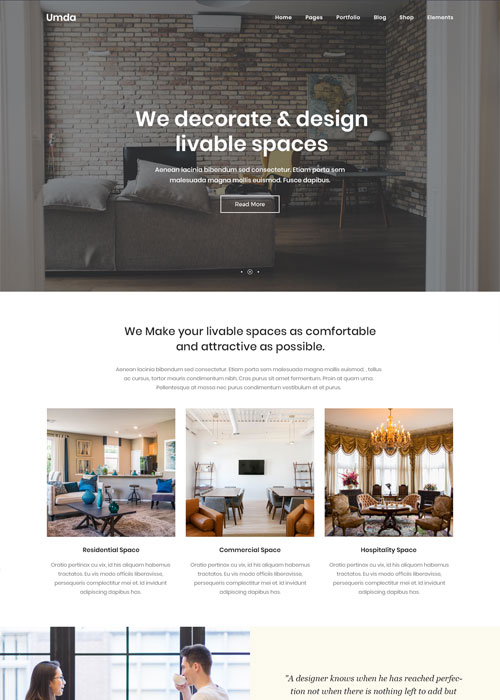 Umda
Home Pages Portfolio Blog Shop Elements
We decorate & design
livable spaces
Aenean lacinia bibendum sed consectetur. Etiam porta sem
malesuada magna mollis euismod. Fusce dapibus.
Read More
We Make your livable spaces as comfortable
and attractive as possible.
Aenean lacinia bibendum sed consectetur. Etiam porta sem malesuada magna mollis euismod. , tellus
ac cursus, tortor mauris condimentum nibh, Cras purus sit amet fermentum. Proin at quam urna.
Pellentesque at massa nec purus condimentum vestibulum et et purus.
Residential Space
Oratio pertinax cu vix, id his aliquam habemus
tractatos. Eu vis modo officiis liberavisse,
persequeris complectitur mei et. Id invidunt
adipiscing dapibus has.
Commercial Space
Oratio pertinax cu vix, id his aliquam habemus
tractatos. Eu vis modo officiis liberavisse,
persequeris complectitur mei et. Id invidunt
adipiscing dapibus has.
Hospitality Space
Oratio pertinax cu vix, id his aliquam habemus
tractatos. Eu vis modo officiis liberavisse,
persequeris complectitur mei et. Id invidunt
adipiscing dapibus has.
"A designer knows when he has reached perfec-
tion not when there is nothing left to add but